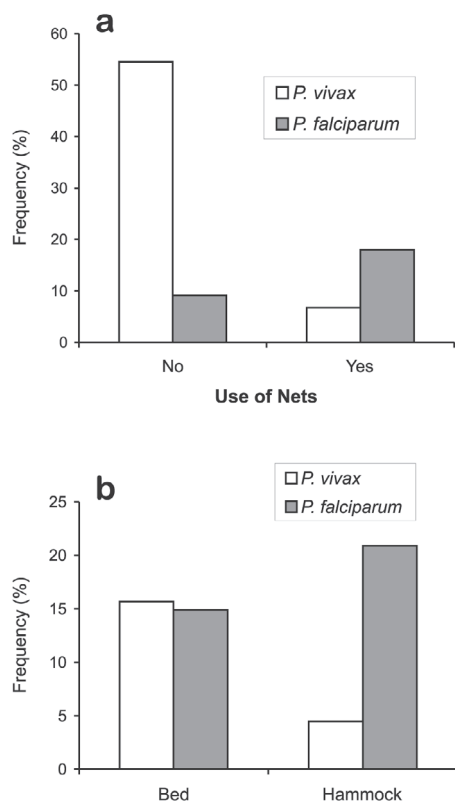 a
60
50
40
30
20
10
0
Frequency (%)
P. vivax
P. falciparum
No Yes
Use of Nets
b
25
20
15
10
5
0
Frequency (%)
P. vivax
P. falciparum
Bed Hammock